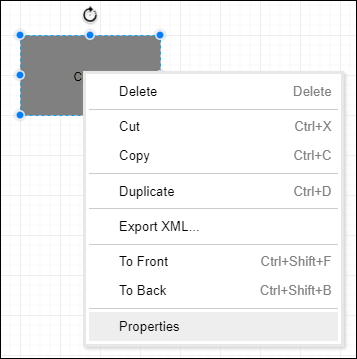 C
Delete Delete
Cut Ctrl+X
Copy Ctrl+C
Duplicate Ctrl+D
Export XML...
To Front Ctrl+Shift+F
To Back Ctrl+Shift+B
Properties